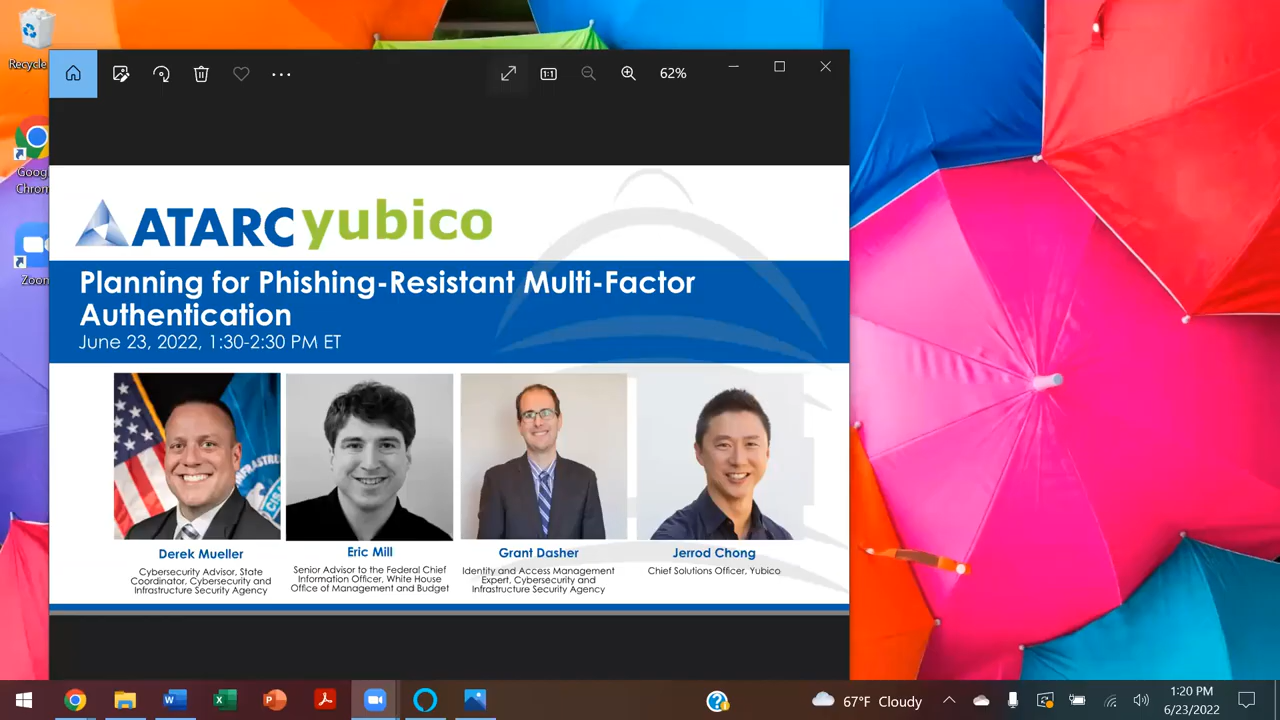 Recycle
Goog
Chrom
Zoom
62%
ATARC yubico
Planning for Phishing-Resistant Multi-Factor
Authentication
June 23, 2022, 1:30-2:30 PM ET
Derek Mueller
Cybersecurity Advisor, State
Coordinator, Cybersecurity and
Infrastructure Security Agency
Eric Mill
Senior Advisor to the Federal Chief
Information Officer, White House
Office of Management and Budget
Grant Dasher
Identity and Access Management
Expert, Cybersecurity and
Infrastructure Security Agency
Jerrod Chong
Chief Solutions Officer, Yubico
67°F Cloudy
1:20 PM
6/23/2022